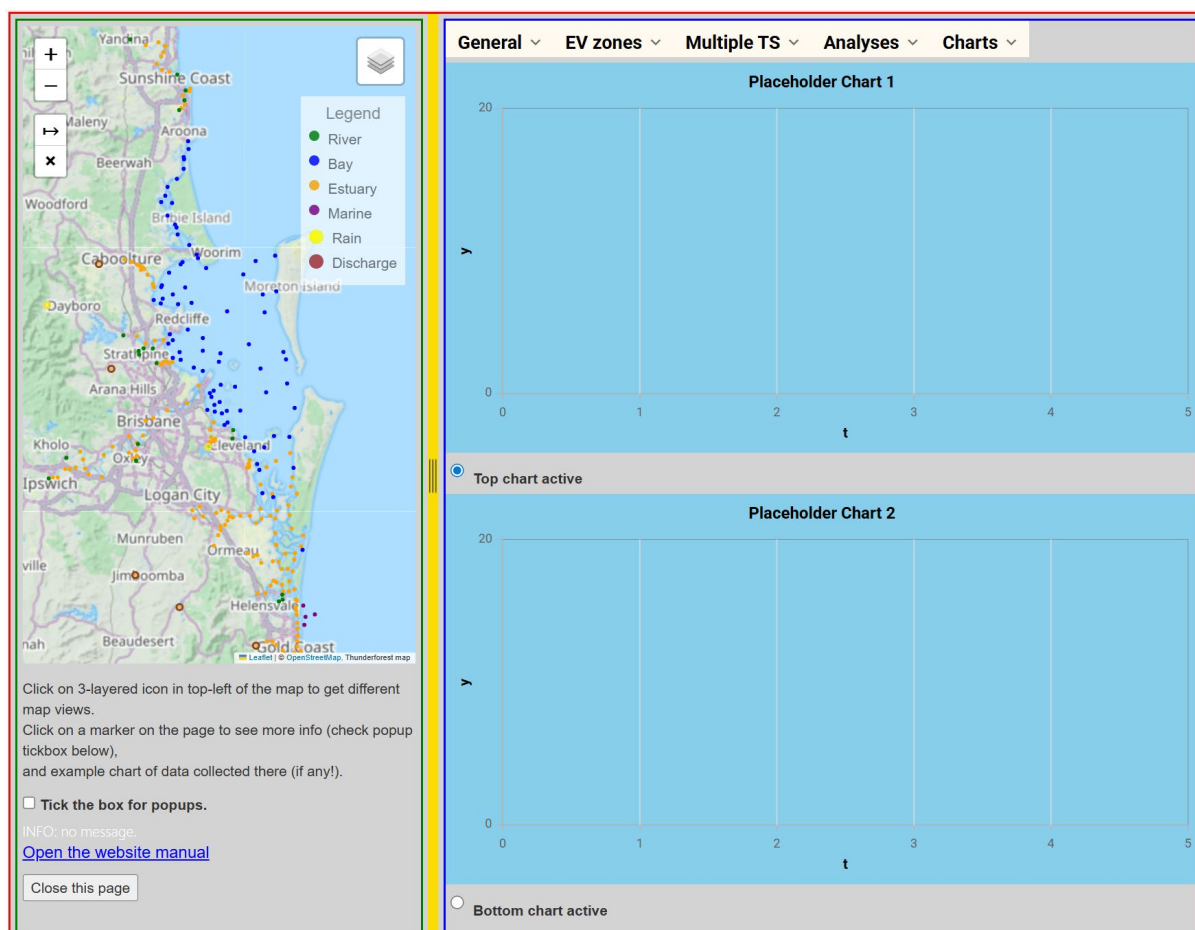 General
EV zones
Multiple TS
Analyses
Charts
+
−
↦
×
Yandina
Sunshine Coast
Maleny
Aroona
Beerwah
Woodford
Bribie Island
Caboolture
Woorim
Moreton Island
Dayboro
Redcliffe
Strathpine
Arana Hills
Brisbane
Kholo
Oxley
Cleveland
Ipswich
Logan City
Munruben
Ormeau
ville
Jimboomba
Helensvale
nah
Beaudesert
Gold Coast
Legend
River
Bay
Estuary
Marine
Rain
Discharge
Leaflet | © OpenStreetMap, Thunderforest map
Click on 3-layered icon in top-left of the map to get different
map views.
Click on a marker on the page to see more info (check popup
tickbox below),
and example chart of data collected there (if any!).
Tick the box for popups.
INFO: no message.
Open the website manual
Close this page
Placeholder Chart 1
20
y
0
0 1 2 3 4 5
t
Top chart active
Placeholder Chart 2
20
y
0
0 1 2 3 4 5
t
Bottom chart active